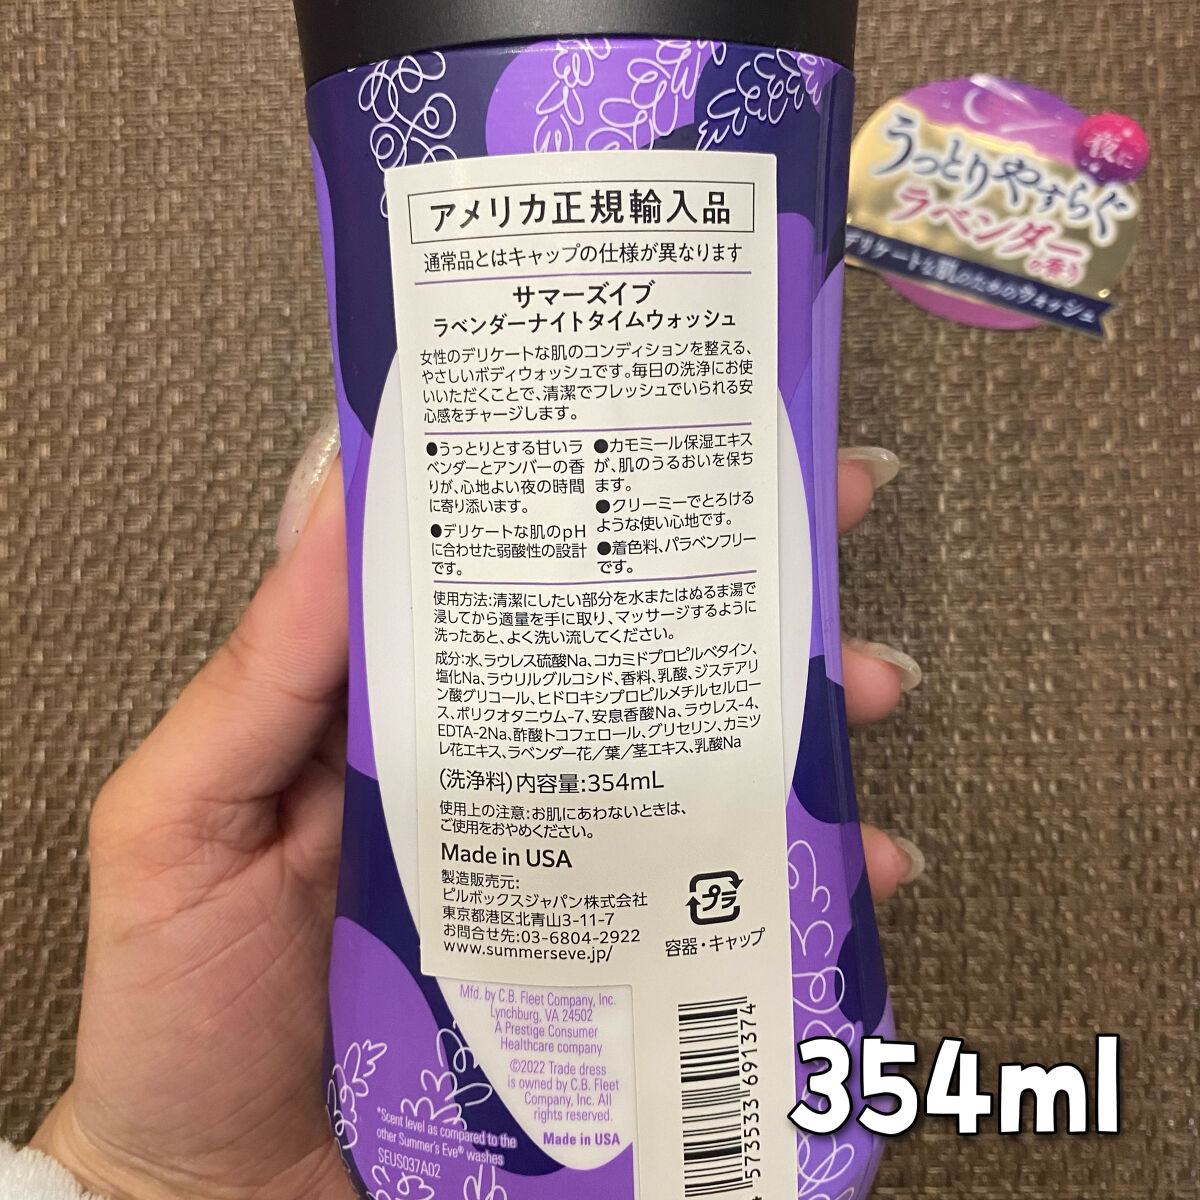 アメリカ正規輸入品
通常品とはキャップの仕様が異なります
サマーズイブ
ラベンダーナイトタイムウォッシュ
女性のデリケートな肌のコンディションを整える、
やさしいボディウォッシュです。毎日の洗浄にお使
いいただくことで、清潔でフレッシュでいられる安
心感をチャージします。
●うっとりとする甘いラ
ベンダーとアンバーの香
りが、心地よい夜の時間
に寄り添います。
●デリケートな肌のpH
に合わせた弱酸性の設計
です。
●カモミール保湿エキス
が、肌のうるおいを保ち
ます。
●クリーミーでとろける
ような使い心地です。
●着色料、パラベンフリー
です。
使用方法:清潔にしたい部分を水またはぬるま湯で
浸してから適量を手に取り、マッサージするように
洗ったあと、よく洗い流してください。
成分:水、ラウレス硫酸Na、コカミドプロピルベタイン、
塩化Na、ラウリルグルコシド、香料、乳酸、ジステアリ
ン酸グリコール、ヒドロキシプロピルメチルセルロー
ス、ポリクオタニウム-7、安息香酸Na、ラウレス-4、
EDTA-2Na、酢酸トコフェロール、グリセリン、カミツ
レ花エキス、ラベンダー花/葉/茎エキス、乳酸Na
(洗浄料)内容量:354mL
使用上の注意:お肌にあわないときは、
ご使用をおやめください。
Made in USA
製造販売元:
ピルボックスジャパン株式会社
東京都港区北青山3-11-7
お問合せ先:03-6804-2922
www.summerseve.jp/
プラ
容器・キャップ
Mfd. by C.B. Fleet Company, Inc.
Lynchburg, VA 24502
A Prestige Consumer
Healthcare company
©2022 Trade dress
is owned by C.B. Fleet
Company, Inc. All
rights reserved.
Made in USA
*Scent level as compared to the
other Summer's Eve® washes
SEUS037A02
4 573533 691374
夜に
うっとりやすらぐ
ラベンダー
の香り
デリケートな肌のためのウォッシュ
354ml